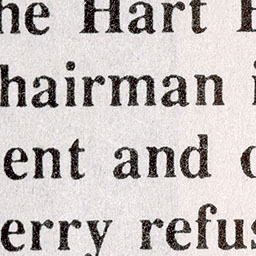 he Hart
hairman
ent and
erry refus